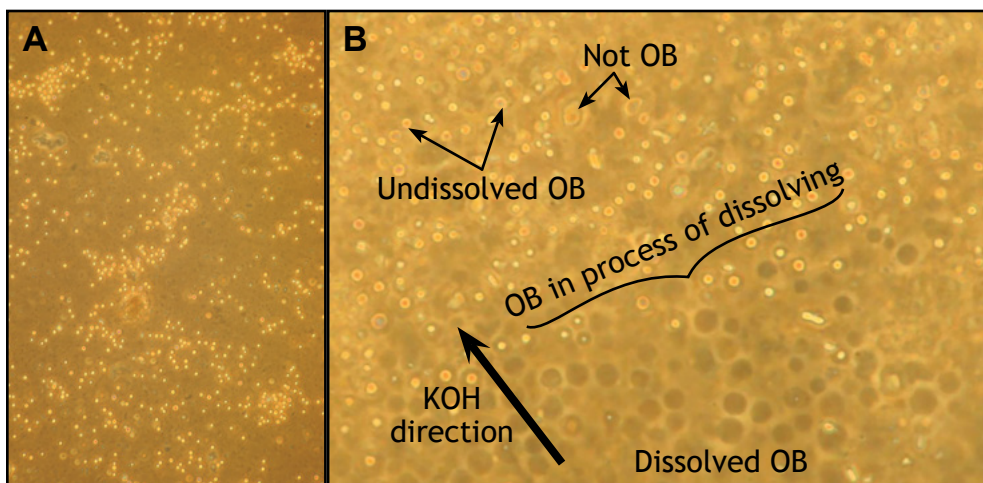 A
B
Not OB
Undissolved OB
OB in process of dissolving
KOH
direction
Dissolved OB